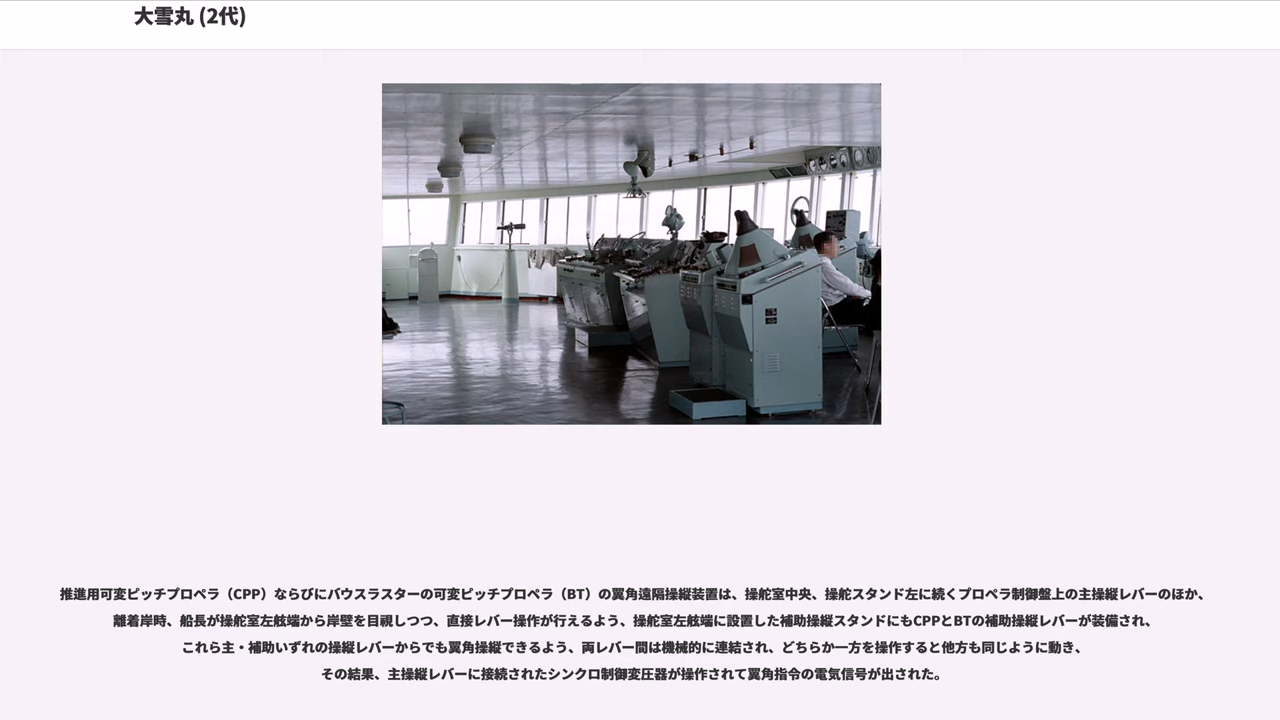 大雪丸 (2代)
推進用可変ピッチプロペラ（CPP）ならびにバウスラスターの可変ピッチプロペラ（BT）の翼角遠隔操縦装置は、操舵室中央、操舵スタンド左に続くプロペラ制御盤上の主操縦レバーのほか、
離着岸時、船長が操舵室左舷端から岸壁を目視しつつ、直接レバー操作が行えるよう、操舵室左舷端に設置した補助操縦スタンドにもCPPとBTの補助操縦レバーが装備され、
これら主・補助いずれの操縦レバーからでも翼角操縦できるよう、両レバー間は機械的に連結され、どちらか一方を操作すると他方も同じように動き、
その結果、主操縦レバーに接続されたシンクロ制御変圧器が操作されて翼角指令の電気信号が出された。